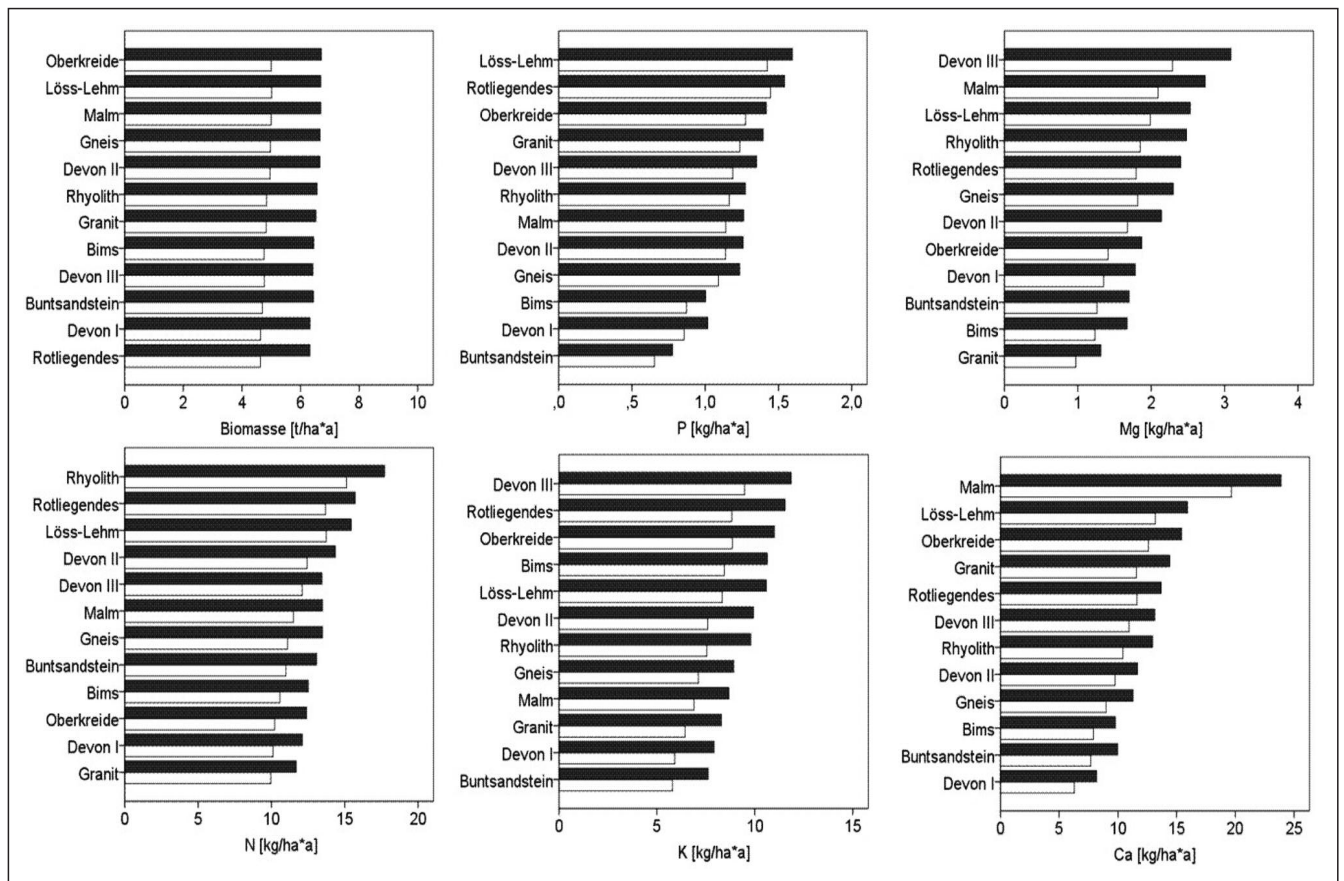 Oberkreide
Löss-Lehm
Malm
Gneis
Devon II
Rhyolith
Granit
Bims
Devon III
Buntsandstein
Devon I
Rotliegendes
0 2 4 6 8 10
Biomasse [t/ha*a]
Löss-Lehm
Rotliegendes
Oberkreide
Granit
Devon III
Rhyolith
Malm
Devon II
Gneis
Bims
Devon I
Buntsandstein
,0 ,5 1,0 1,5 2,0
P [kg/ha*a]
Devon III
Malm
Löss-Lehm
Rhyolith
Rotliegendes
Gneis
Devon II
Oberkreide
Devon I
Buntsandstein
Bims
Granit
0 1 2 3 4
Mg [kg/ha*a]
Rhyolith
Rotliegendes
Löss-Lehm
Devon II
Devon III
Malm
Gneis
Buntsandstein
Bims
Oberkreide
Devon I
Granit
0 5 10 15 20
N [kg/ha*a]
Devon III
Rotliegendes
Oberkreide
Bims
Löss-Lehm
Devon II
Rhyolith
Gneis
Malm
Granit
Devon I
Buntsandstein
0 5 10 15
K [kg/ha*a]
Malm
Löss-Lehm
Oberkreide
Granit
Rotliegendes
Devon III
Rhyolith
Devon II
Gneis
Bims
Buntsandstein
Devon I
0 5 10 15 20 25
Ca [kg/ha*a]